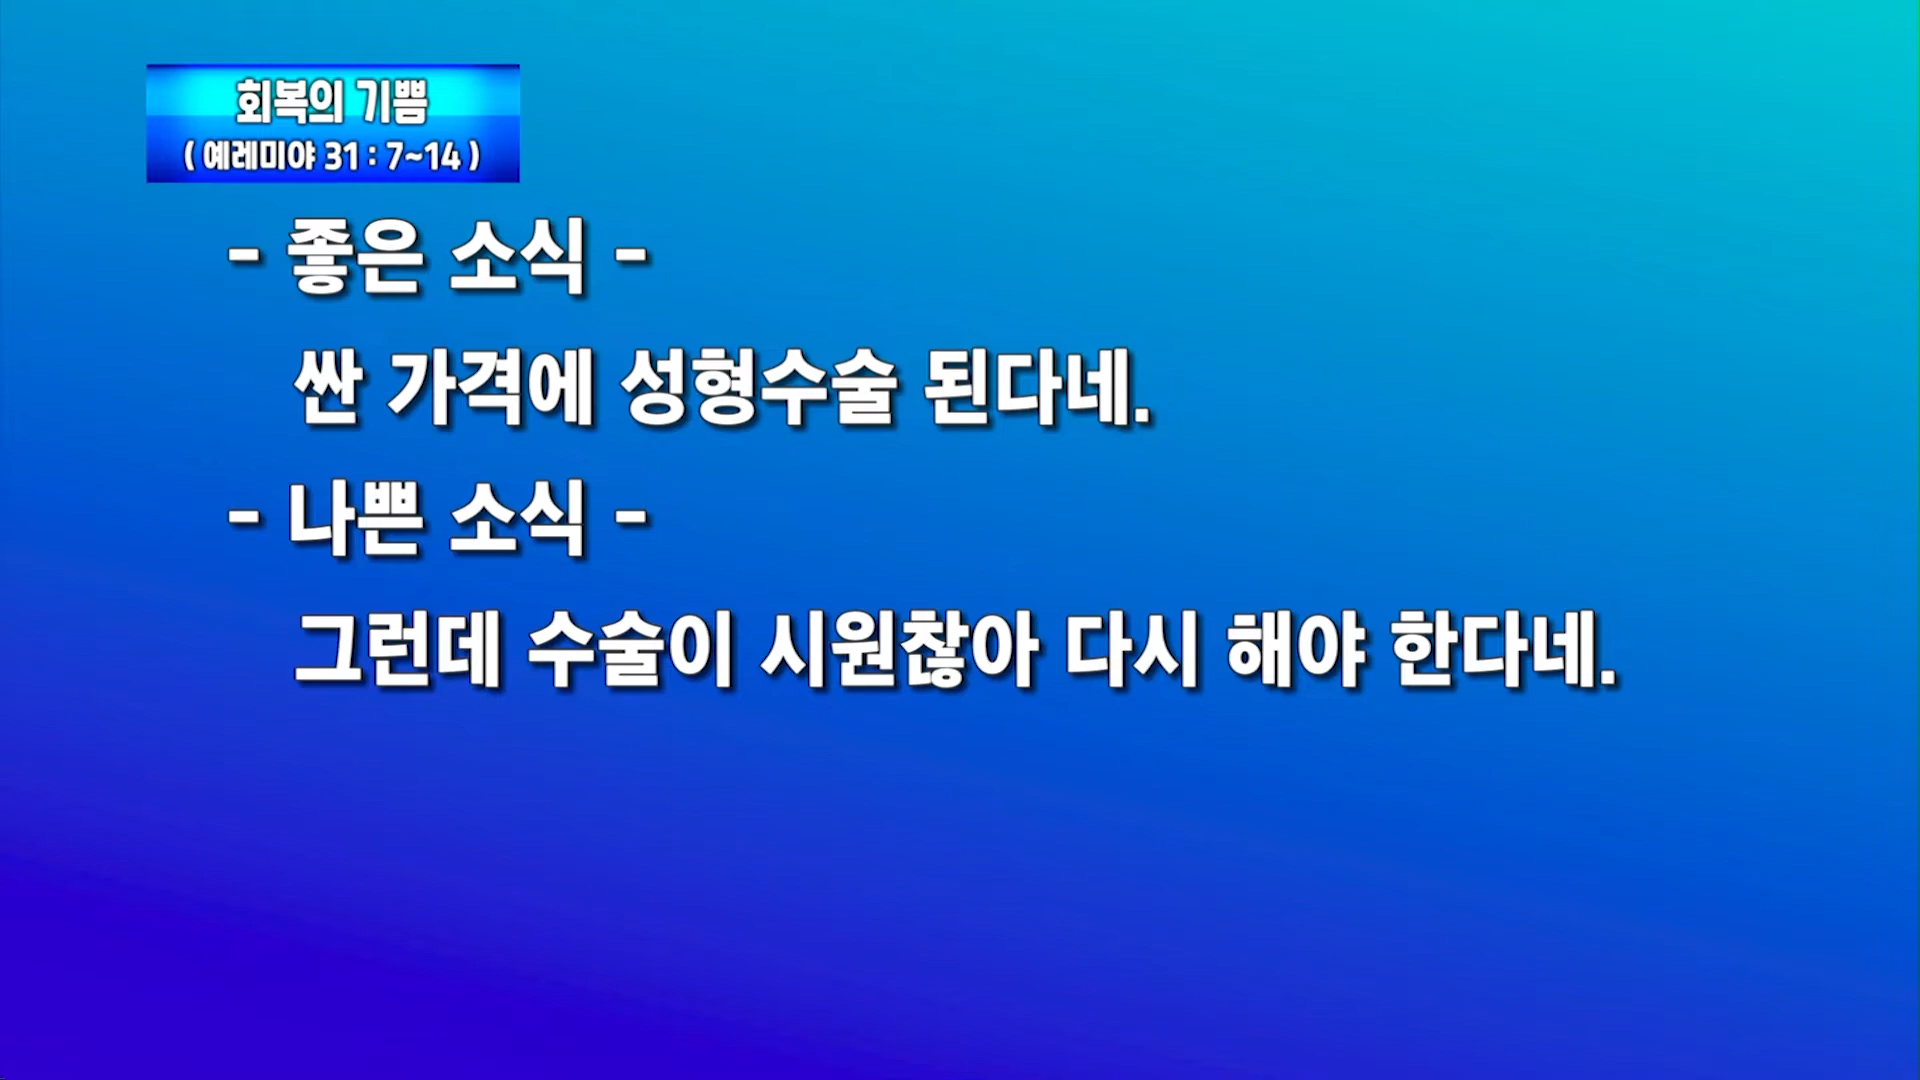 회복의 기쁨
( 예레미야 31 : 7~14 )
- 좋은 소식 -
싼 가격에 성형수술 된다네.
- 나쁜 소식 -
그런데 수술이 시원찮아 다시 해야 한다네.